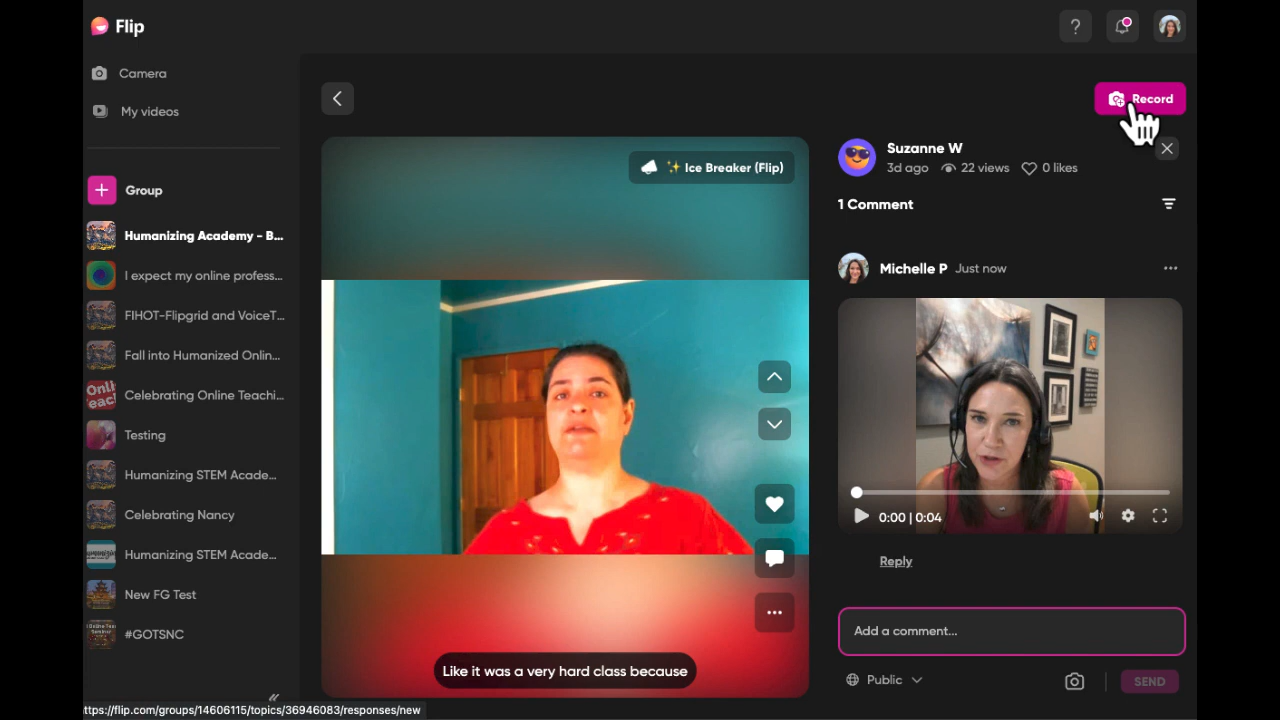 Flip
?
Camera
My videos
Record
Group
Humanizing Academy - B...
I expect my online profess...
FIHOT-Flipgrid and VoiceT...
Fall into Humanized Onlin...
Celebrating Online Teachi...
Testing
Humanizing STEM Acade...
Celebrating Nancy
Humanizing STEM Acade...
New FG Test
#GOTSNC
✨ Ice Breaker (Flip)
Like it was a very hard class because
Suzanne W
3d ago 22 views 0 likes
1 Comment
Michelle P Just now
0:00 | 0:04
Reply
Add a comment...
Public
SEND
ttps://flip.com/groups/14606115/topics/36946083/responses/new